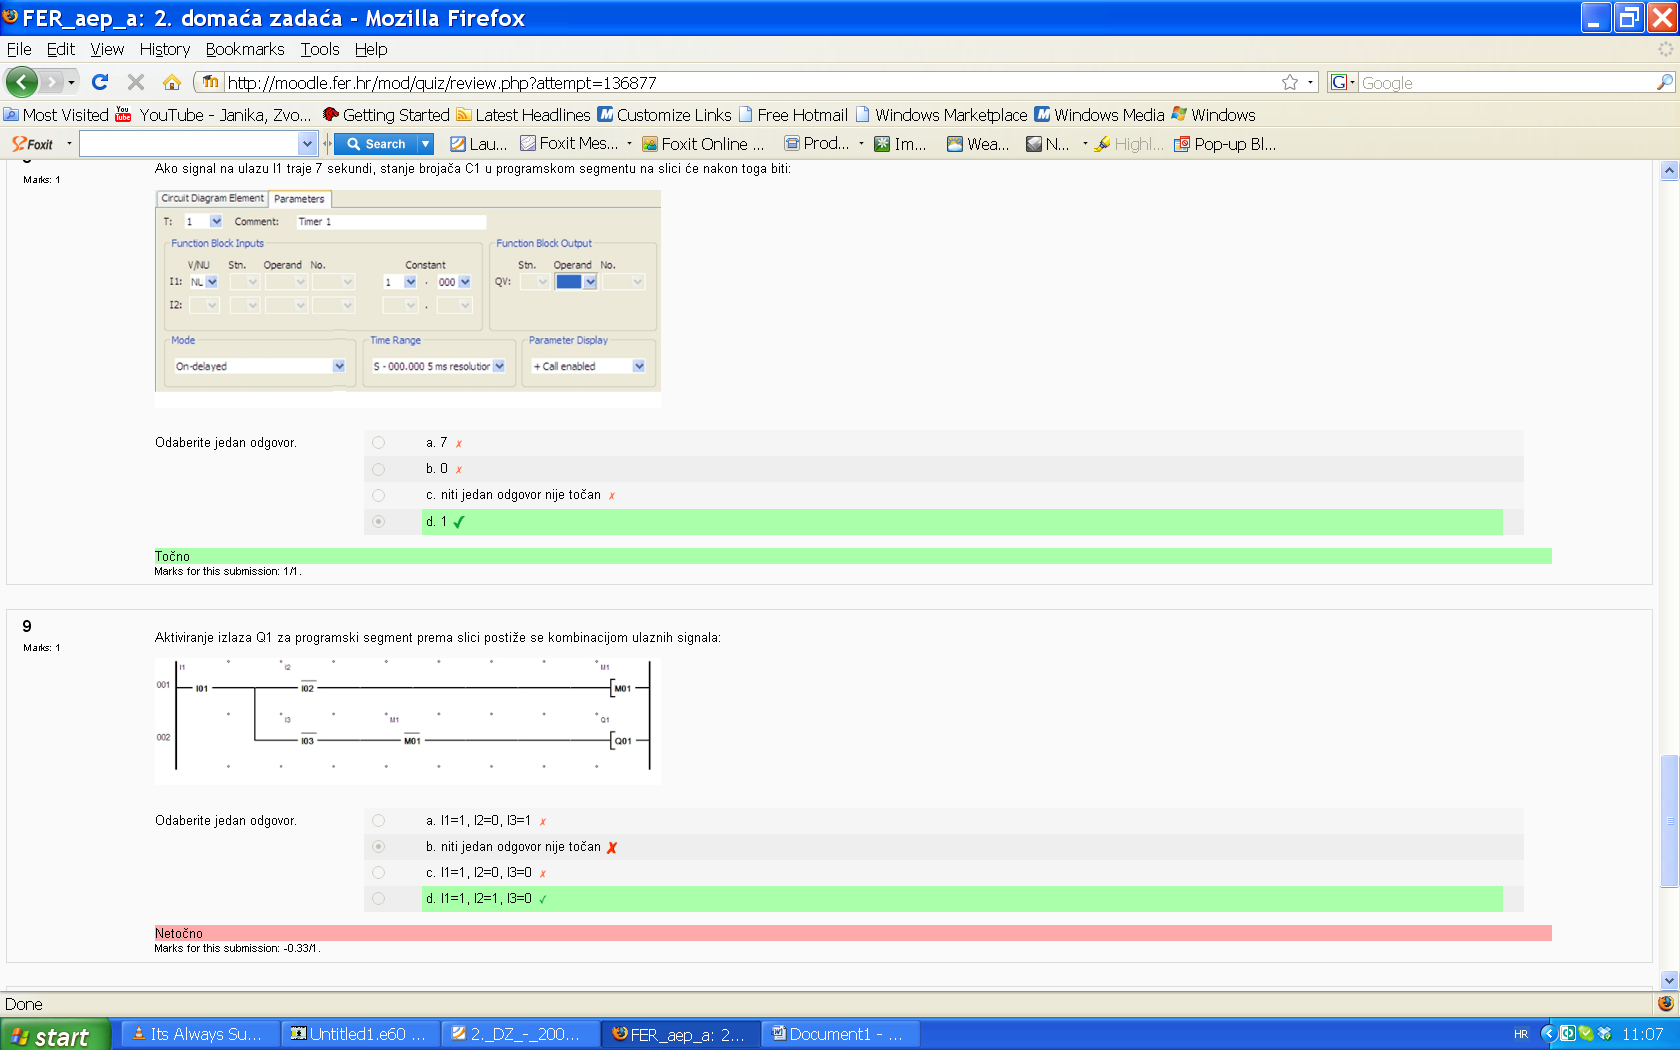 FER_aep_a: 2. domaća zadaća - Mozilla Firefox
File Edit View History Bookmarks Tools Help
http://moodle.fer.hr/mod/quiz/review.php?attempt=136877
Google
Most Visited YouTube - Janika, Zvo... Getting Started Latest Headlines Customize Links Free Hotmail Windows Marketplace Windows Media Windows
Foxit Search Lau... Foxit Mes... Foxit Online ... Prod... Im... Wea... N... Highl... Pop-up Bl...
Marks: 1
Ako signal na ulazu I1 traje 7 sekundi, stanje brojača C1 u programskom segmentu na slici će nakon toga biti:
Circuit Diagram Element Parameters
T: 1 Comment: Timer 1
Function Block Inputs Function Block Output
V/NU Stn. Operand No. Constant Stn. Operand No.
I1: NL 1 . 000 QV:
I2: .
Mode Time Range Parameter Display
On-delayed S - 000.000 5 ms resolution + Call enabled
Odaberite jedan odgovor.
a. 7
b. 0
c. niti jedan odgovor nije točan
d. 1
Točno
Marks for this submission: 1/1.
9
Marks: 1
Aktiviranje izlaza Q1 za programski segment prema slici postiže se kombinacijom ulaznih signala:
I1 I2 M1
001 I01 I02 M01
I3 M1 Q1
002 I03 M01 Q01
Odaberite jedan odgovor.
a. I1=1, I2=0, I3=1
b. niti jedan odgovor nije točan
c. I1=1, I2=0, I3=0
d. I1=1, I2=1, I3=0
Netočno
Marks for this submission: -0.33/1.
Done
start Its Always Su... Untitled1.e60 ... 2._DZ_-_200... FER_aep_a: 2... Document1 - ... HR 11:07